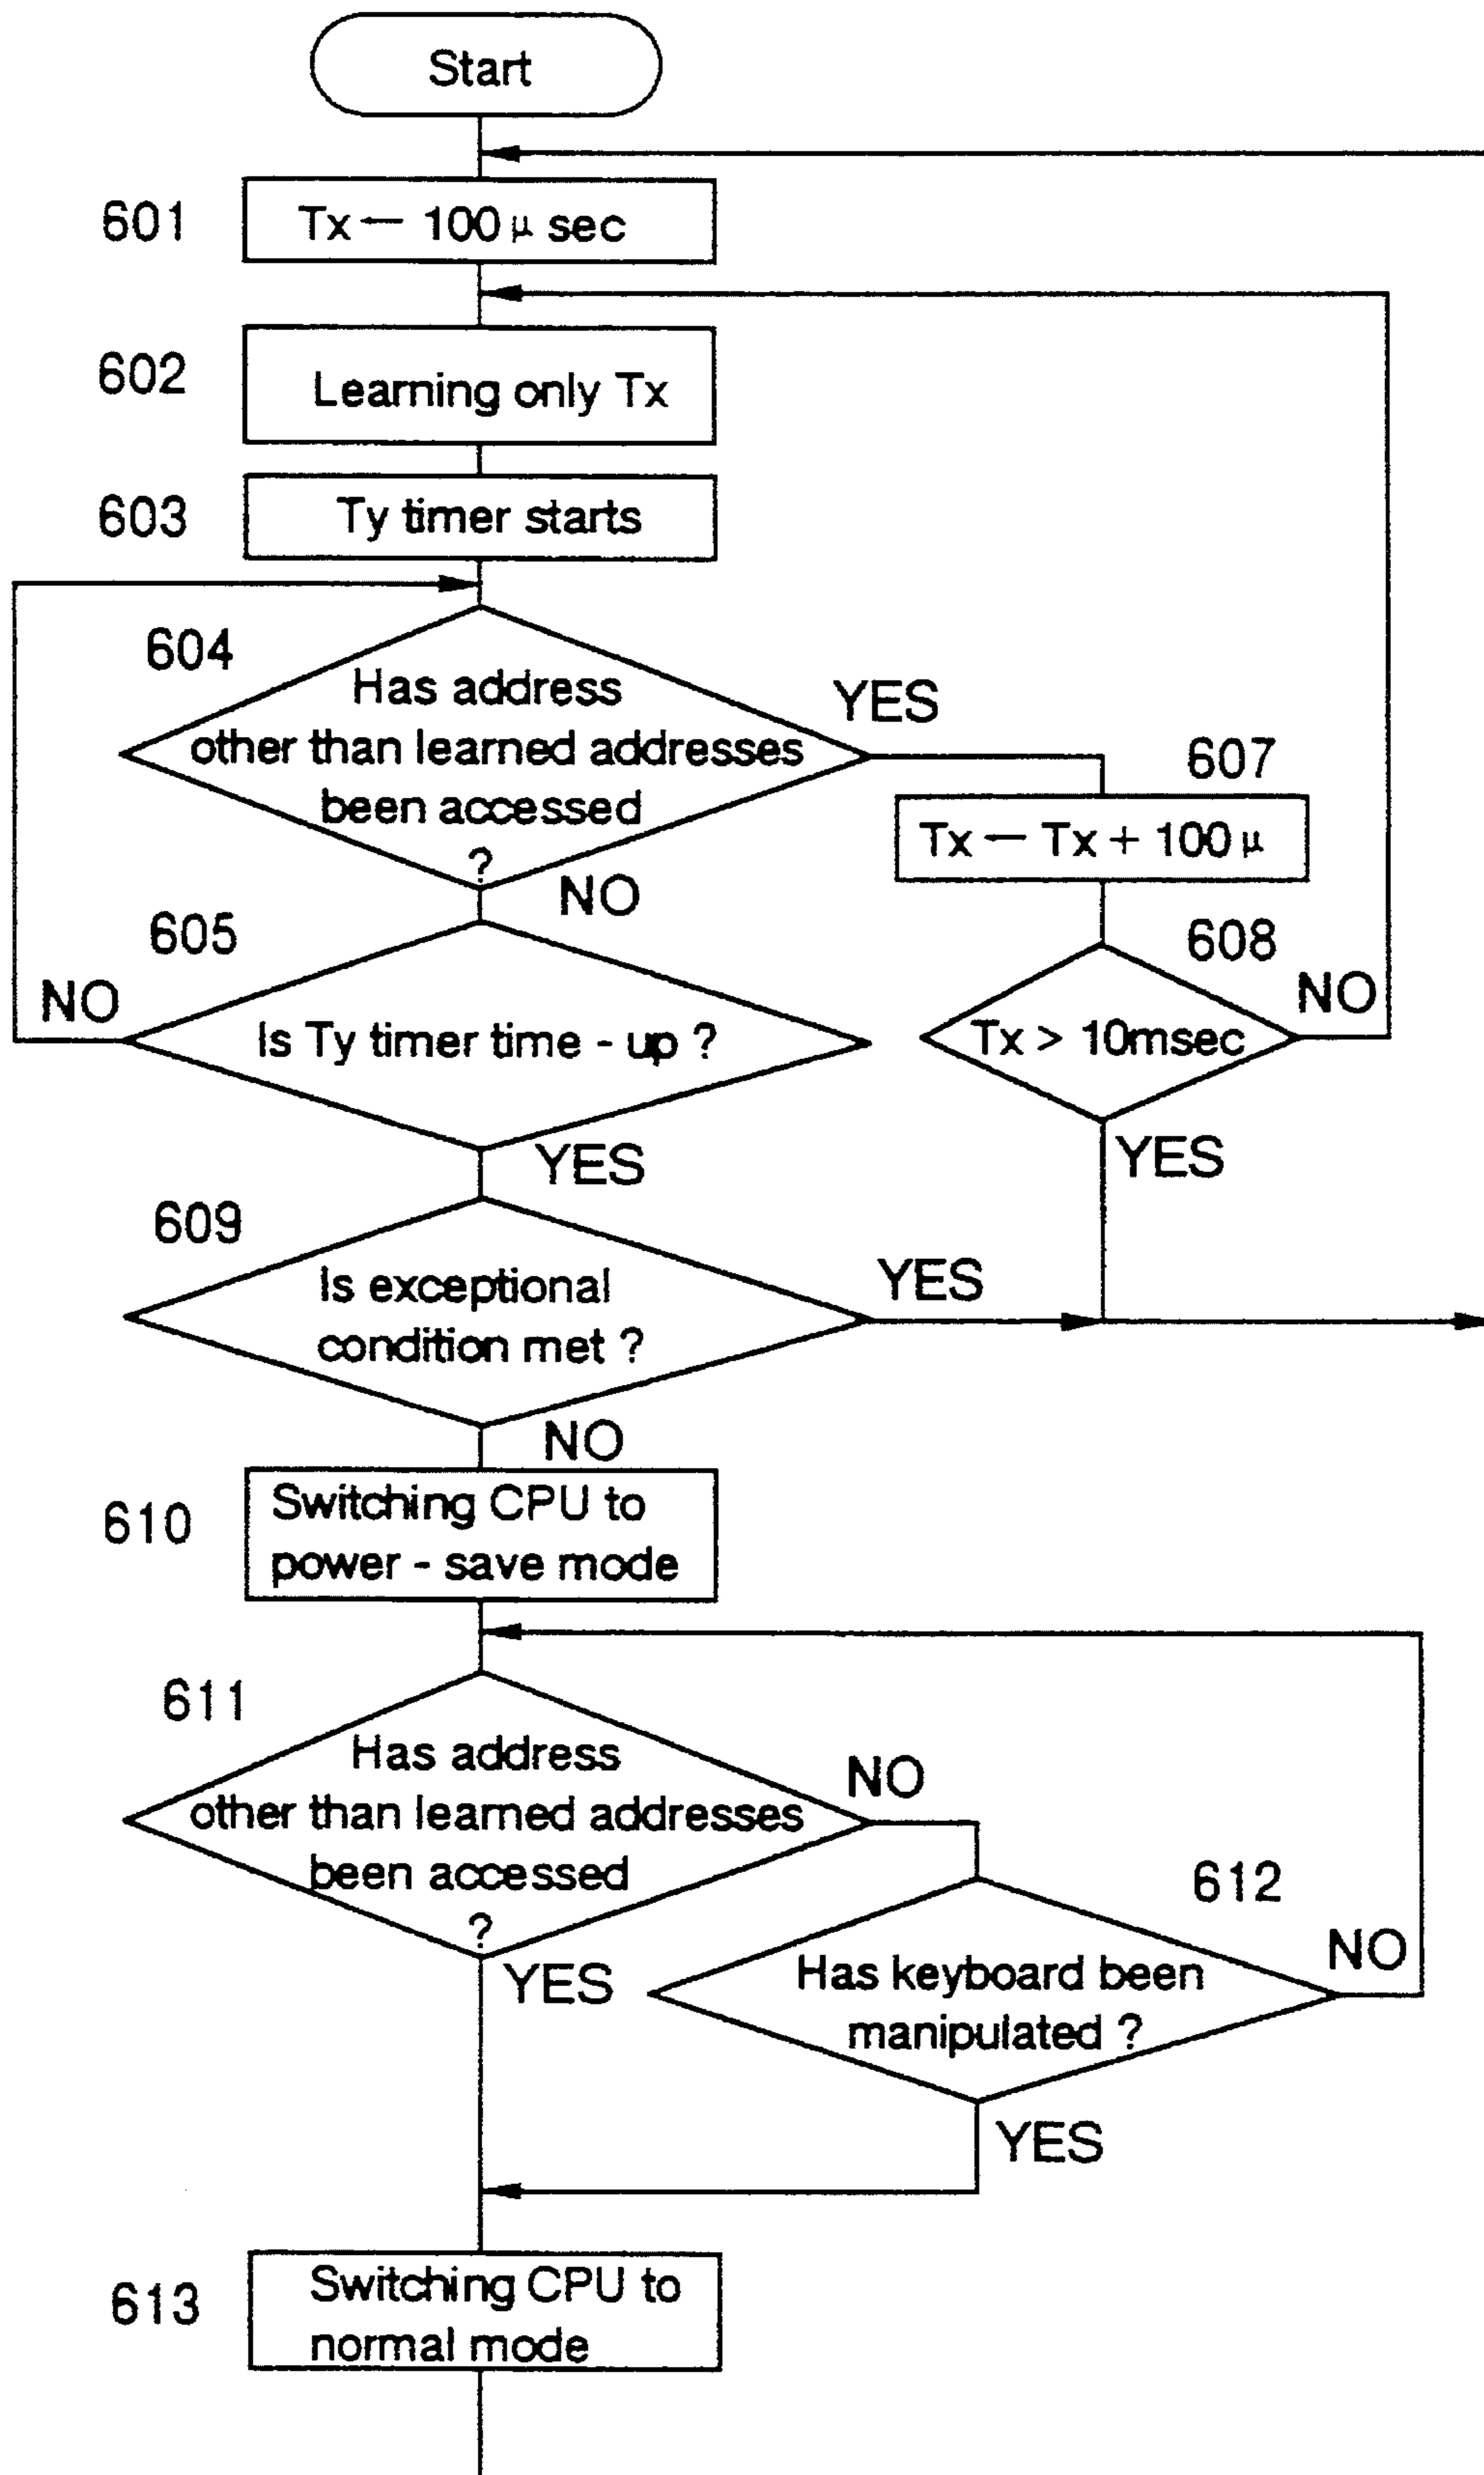 Start
601
Tx ← 100 μ sec
602
Learning only Tx
603
Ty timer starts
604
Has address
other than learned addresses
been accessed
?
YES
NO
607
Tx ← Tx + 100 μ
605
Is Ty timer time - up ?
NO
YES
608
Tx > 10msec
NO
YES
609
Is exceptional
condition met ?
YES
NO
610
Switching CPU to
power - save mode
611
Has address
other than learned addresses
been accessed
?
NO
YES
612
Has keyboard been
manipulated ?
NO
YES
613
Switching CPU to
normal mode